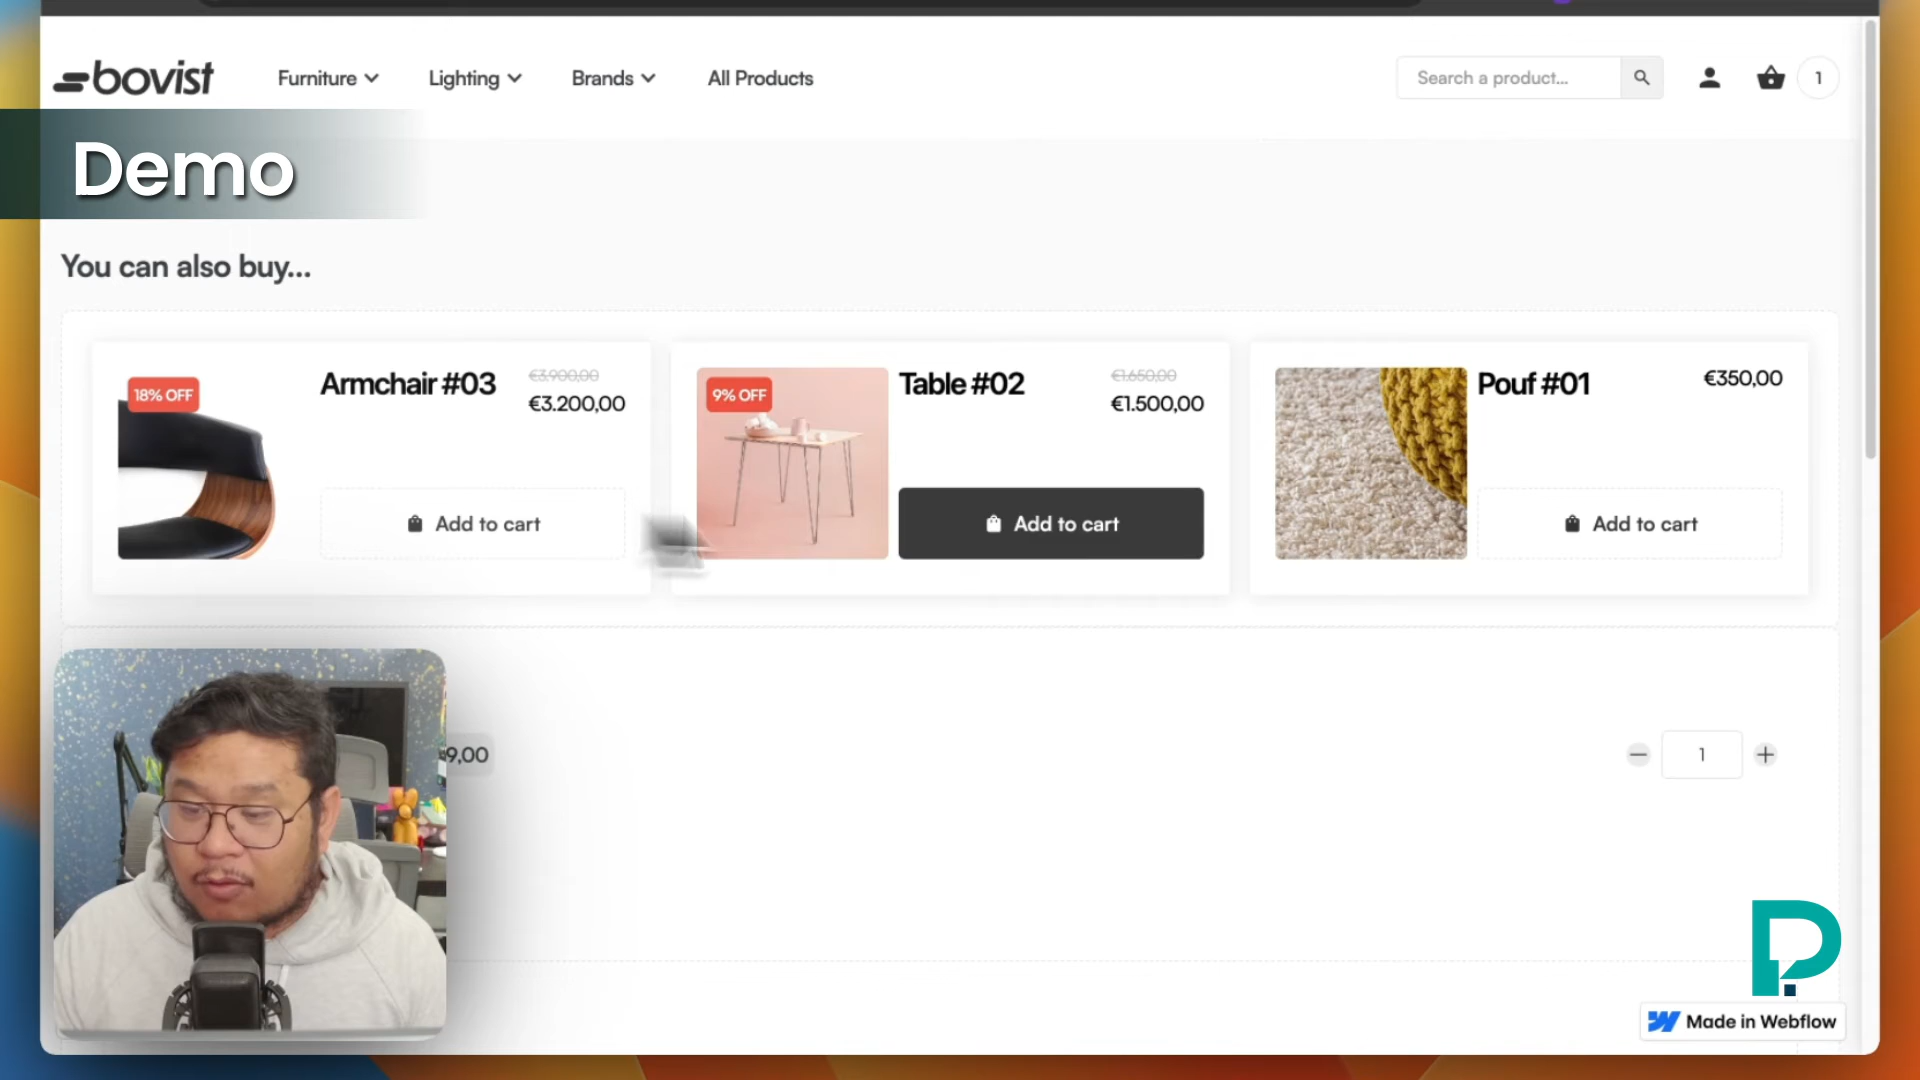 bovist
Furniture
Lighting
Brands
All Products
Search a product...
1
Demo
You can also buy...
18% OFF
Armchair #03
€3.900,00
€3.200,00
Add to cart
9% OFF
Table #02
€1.650,00
€1.500,00
Add to cart
Pouf #01
€350,00
Add to cart
9,00
1
Made in Webflow